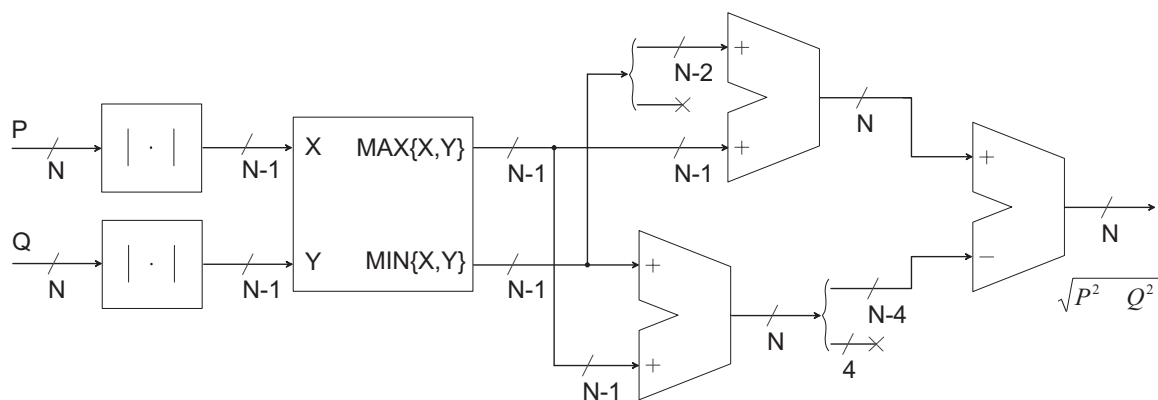 N-2
+
P
N
| · |
N-1
X
MAX{X,Y}
N-1
N-1
+
N
+
Q
N
| · |
N-1
Y
MIN{X,Y}
N-1
+
N
N-4
4
−
N
N-1
+
√P² Q²